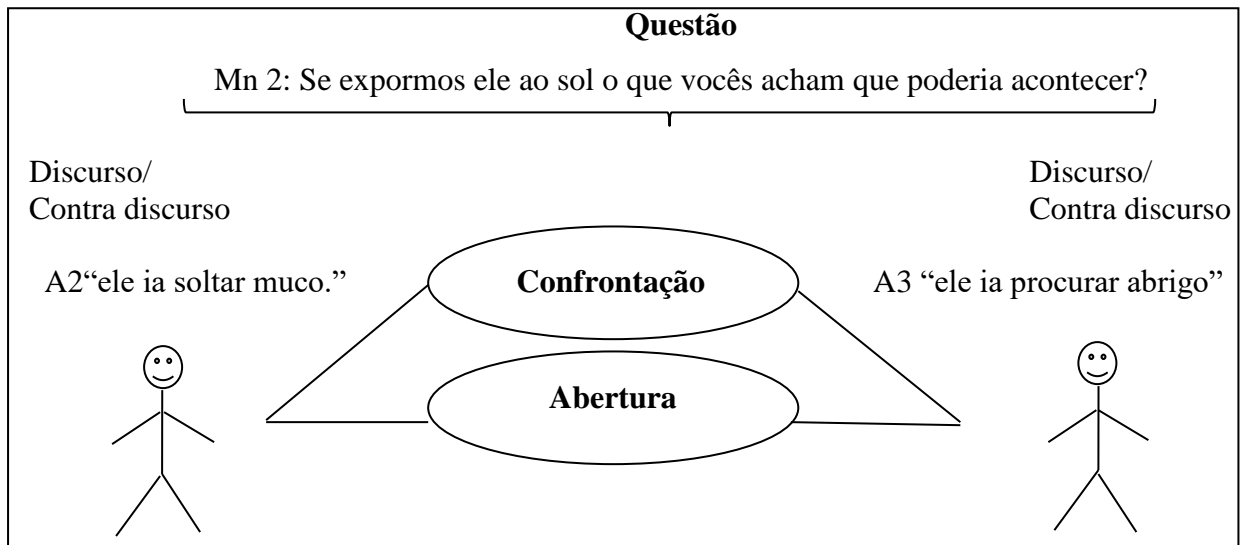 Questão
Mn 2: Se expormos ele ao sol o que vocês acham que poderia acontecer?
Discurso/
Contra discurso
Discurso/
Contra discurso
A2“ele ia soltar muco.”
Confrontação
A3 “ele ia procurar abrigo”
Abertura